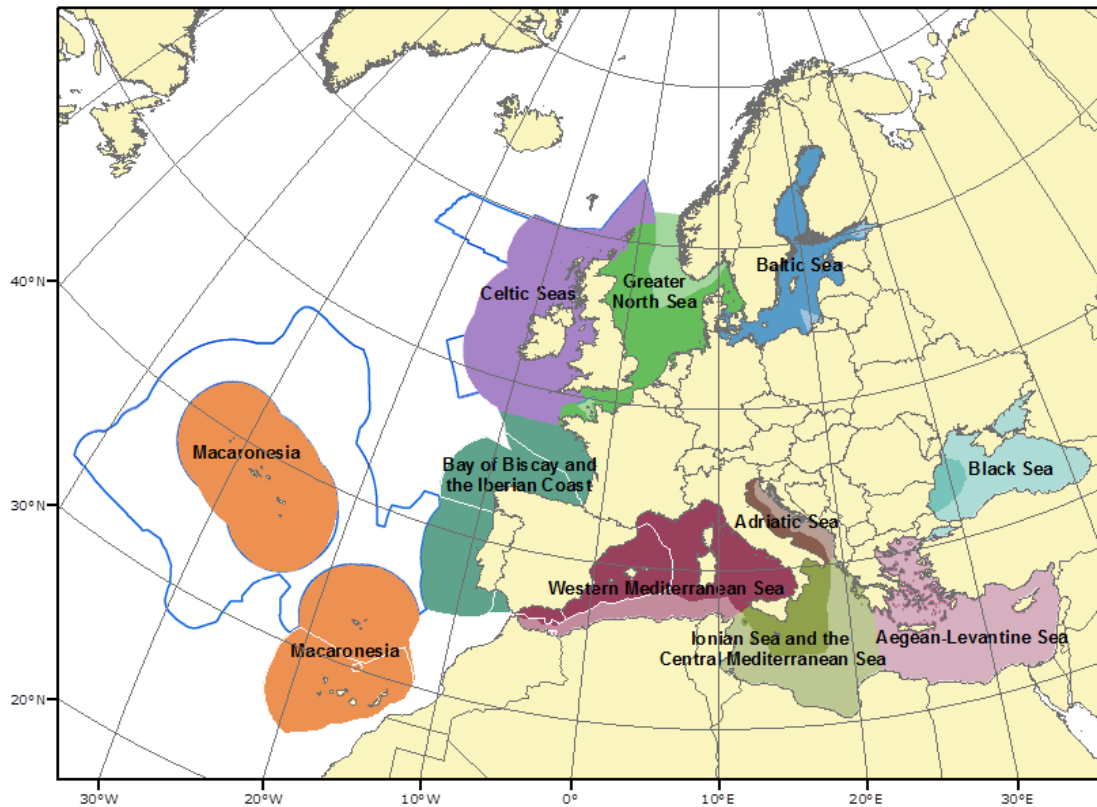 40°N
30°N
20°N
30°W
20°W
10°W
0°
10°E
20°E
30°E
Celtic Seas
Greater
North Sea
Baltic Sea
Macaronesia
Bay of Biscay and
the Iberian Coast
Black Sea
Adriatic Sea
Western Mediterranean Sea
Ionian Sea and the
Central Mediterranean Sea
Aegean-Levantine Sea
Macaronesia